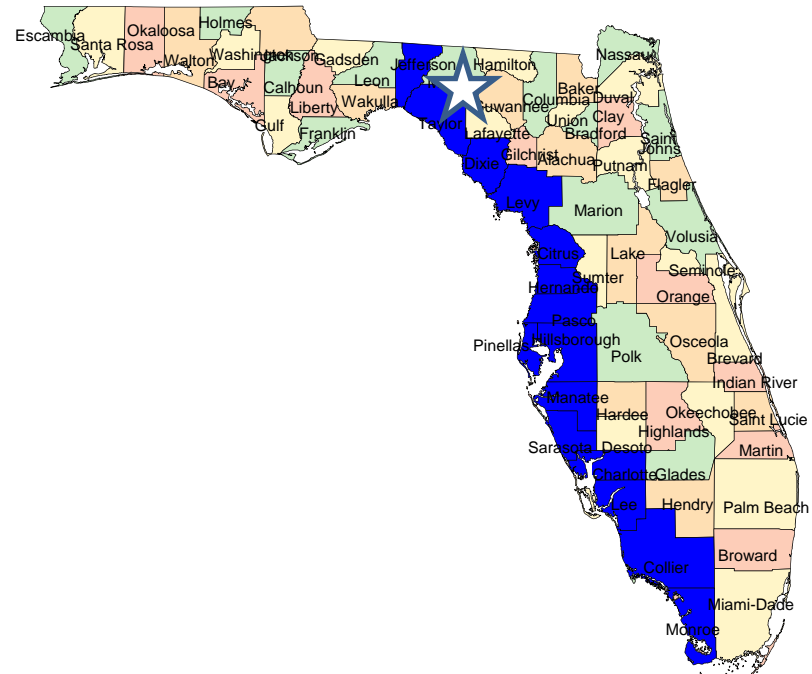 Escambia
Santa Rosa
Okaloosa
Walton
Holmes
Washington
Jackson
Bay
Calhoun
Gulf
Liberty
Gadsden
Franklin
Leon
Wakulla
Jefferson
Taylor
Hamilton
Suwannee
Lafayette
Dixie
Columbia
Gilchrist
Levy
Baker
Union
Bradford
Alachua
Nassau
Duval
Clay
Putnam
Saint
Johns
Flagler
Marion
Volusia
Citrus
Sumter
Lake
Seminole
Hernando
Orange
Pasco
Pinellas
Hillsborough
Polk
Osceola
Brevard
Indian River
Manatee
Hardee
Highlands
Okeechobee
Saint Lucie
Sarasota
Desoto
Martin
Charlotte
Glades
Lee
Hendry
Palm Beach
Collier
Broward
Miami-Dade
Monroe